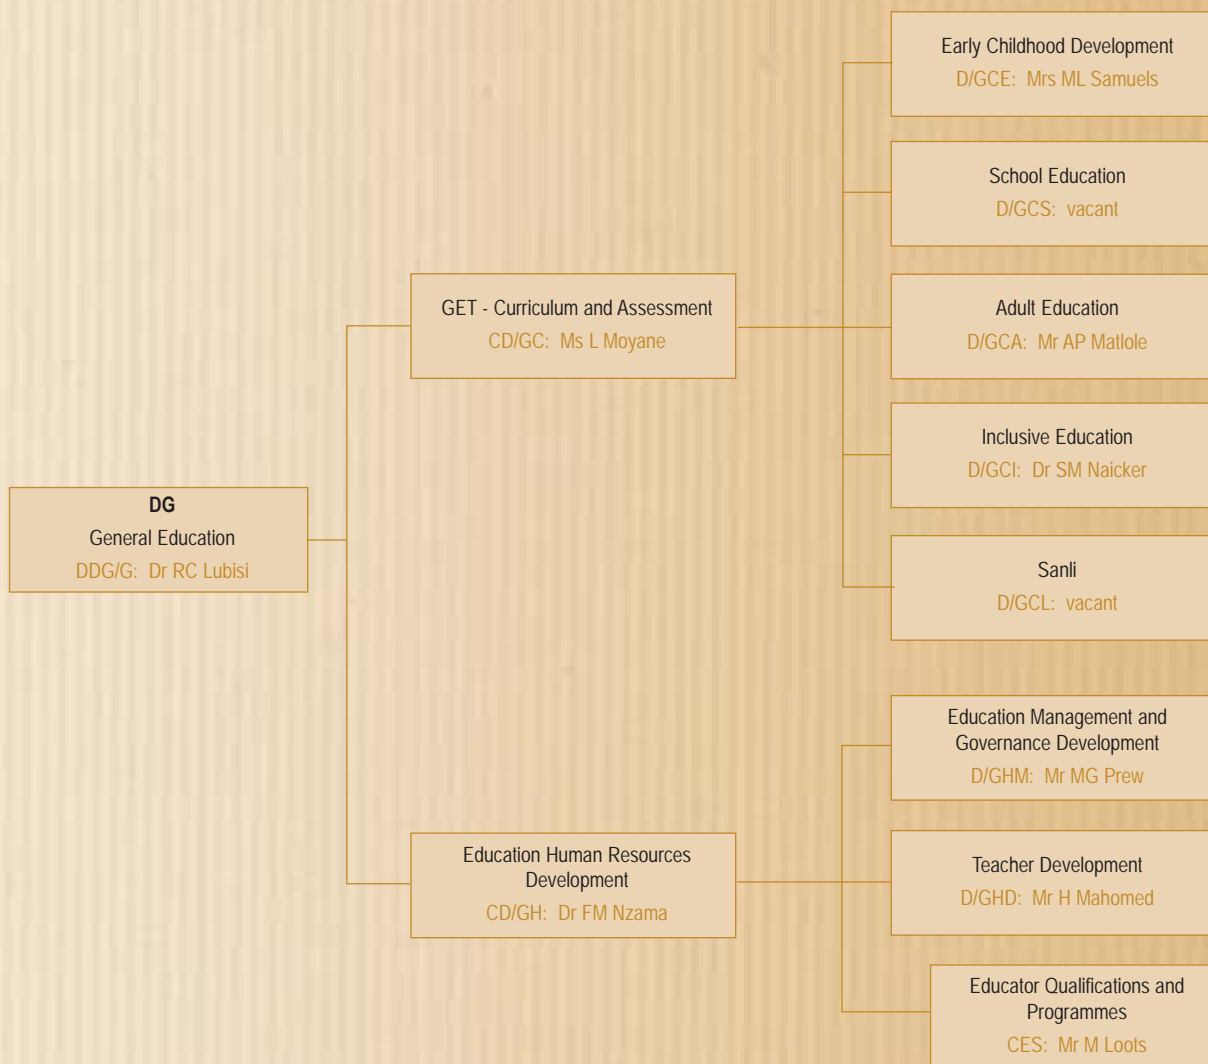 Early Childhood Development
D/GCE: Mrs ML Samuels
School Education
D/GCS: vacant
GET - Curriculum and Assessment
CD/GC: Ms L Moyane
Adult Education
D/GCA: Mr AP Matlole
Inclusive Education
D/GCI: Dr SM Naicker
DG
General Education
DDG/G: Dr RC Lubisi
Sanli
D/GCL: vacant
Education Management and
Governance Development
D/GHM: Mr MG Prew
Education Human Resources
Development
CD/GH: Dr FM Nzama
Teacher Development
D/GHD: Mr H Mahomed
Educator Qualifications and
Programmes
CES: Mr M Loots